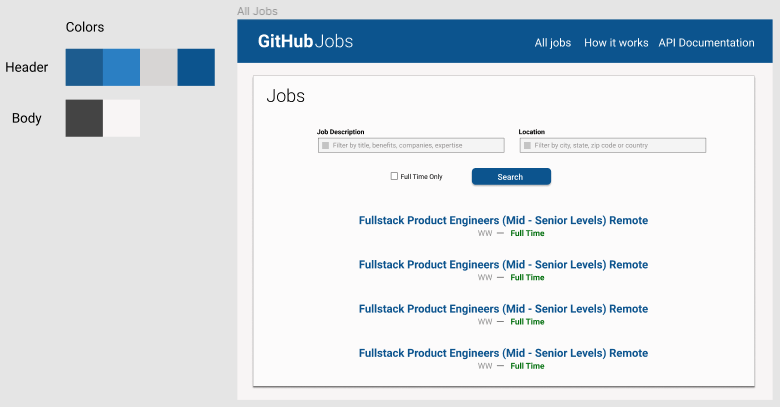 Colors
Header
Body
All Jobs
GitHub Jobs
All jobs How it works API Documentation
Jobs
Job Description
Filter by title, benefits, companies, expertise
Location
Filter by city, state, zip code or country
Full Time Only
Search
Fullstack Product Engineers (Mid - Senior Levels) Remote
WW — Full Time
Fullstack Product Engineers (Mid - Senior Levels) Remote
WW — Full Time
Fullstack Product Engineers (Mid - Senior Levels) Remote
WW — Full Time
Fullstack Product Engineers (Mid - Senior Levels) Remote
WW — Full Time